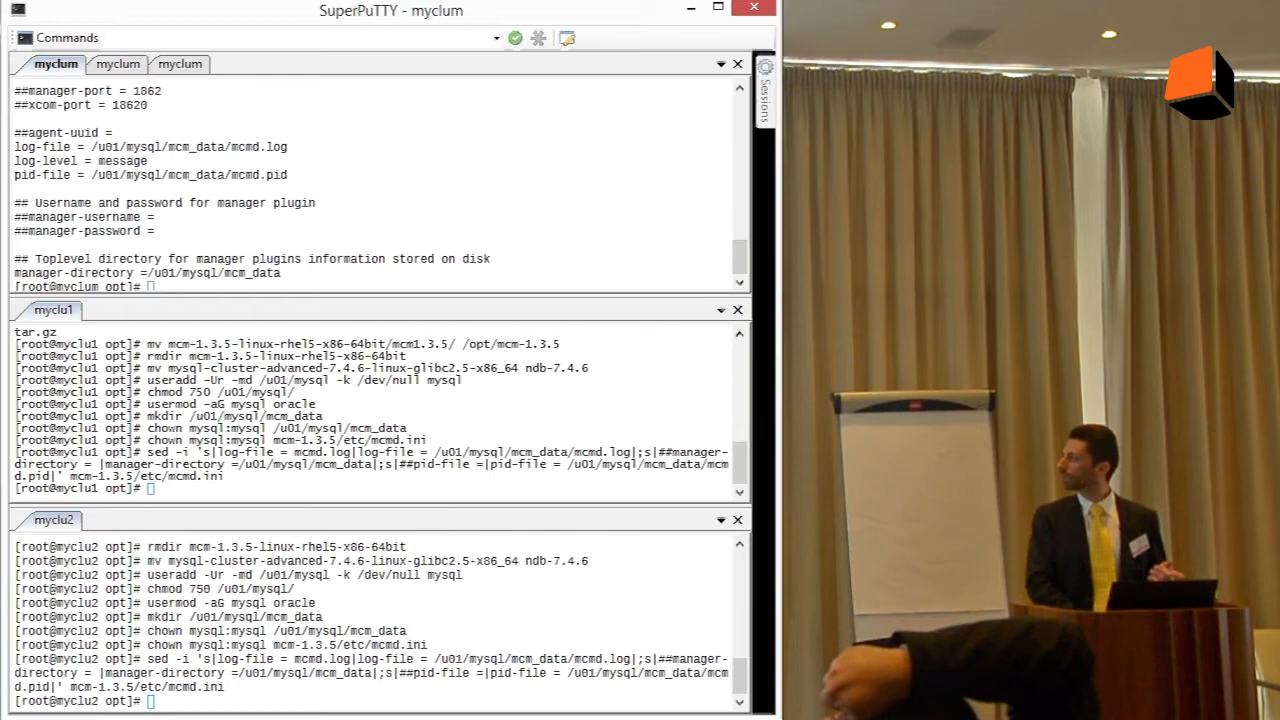 SuperPuTTY - myclum
Commands
myclum
myclum
myclum
Sessions
##manager-port = 1862
##xcom-port = 18620
##agent-uuid =
log-file = /u01/mysql/mcm_data/mcmd.log
log-level = message
pid-file = /u01/mysql/mcm_data/mcmd.pid
## Username and password for manager plugin
##manager-username =
##manager-password =
## Toplevel directory for manager plugins information stored on disk
manager-directory =/u01/mysql/mcm_data
[root@myclum opt]#
myclu1
tar.gz
[root@myclu1 opt]# mv mcm-1.3.5-linux-rhel5-x86-64bit/mcm1.3.5/ /opt/mcm-1.3.5
[root@myclu1 opt]# rmdir mcm-1.3.5-linux-rhel5-x86-64bit
[root@myclu1 opt]# mv mysql-cluster-advanced-7.4.6-linux-glibc2.5-x86_64 ndb-7.4.6
[root@myclu1 opt]# useradd -Ur -md /u01/mysql -k /dev/null mysql
[root@myclu1 opt]# chmod 750 /u01/mysql/
[root@myclu1 opt]# usermod -aG mysql oracle
[root@myclu1 opt]# mkdir /u01/mysql/mcm_data
[root@myclu1 opt]# chown mysql:mysql /u01/mysql/mcm_data
[root@myclu1 opt]# chown mysql:mysql mcm-1.3.5/etc/mcmd.ini
[root@myclu1 opt]# sed -i 's|log-file = mcmd.log|log-file = /u01/mysql/mcm_data/mcmd.log|;s|##manager-
directory = |manager-directory =/u01/mysql/mcm_data|;s|##pid-file =|pid-file = /u01/mysql/mcm_data/mcm
d.pid|' mcm-1.3.5/etc/mcmd.ini
[root@myclu1 opt]#
myclu2
[root@myclu2 opt]# rmdir mcm-1.3.5-linux-rhel5-x86-64bit
[root@myclu2 opt]# mv mysql-cluster-advanced-7.4.6-linux-glibc2.5-x86_64 ndb-7.4.6
[root@myclu2 opt]# useradd -Ur -md /u01/mysql -k /dev/null mysql
[root@myclu2 opt]# chmod 750 /u01/mysql/
[root@myclu2 opt]# usermod -aG mysql oracle
[root@myclu2 opt]# mkdir /u01/mysql/mcm_data
[root@myclu2 opt]# chown mysql:mysql /u01/mysql/mcm_data
[root@myclu2 opt]# chown mysql:mysql mcm-1.3.5/etc/mcmd.ini
[root@myclu2 opt]# sed -i 's|log-file = mcmd.log|log-file = /u01/mysql/mcm_data/mcmd.log|;s|##manager-
directory = |manager-directory =/u01/mysql/mcm_data|;s|##pid-file =|pid-file = /u01/mysql/mcm_data/mcm
d.pid|' mcm-1.3.5/etc/mcmd.ini
[root@myclu2 opt]#